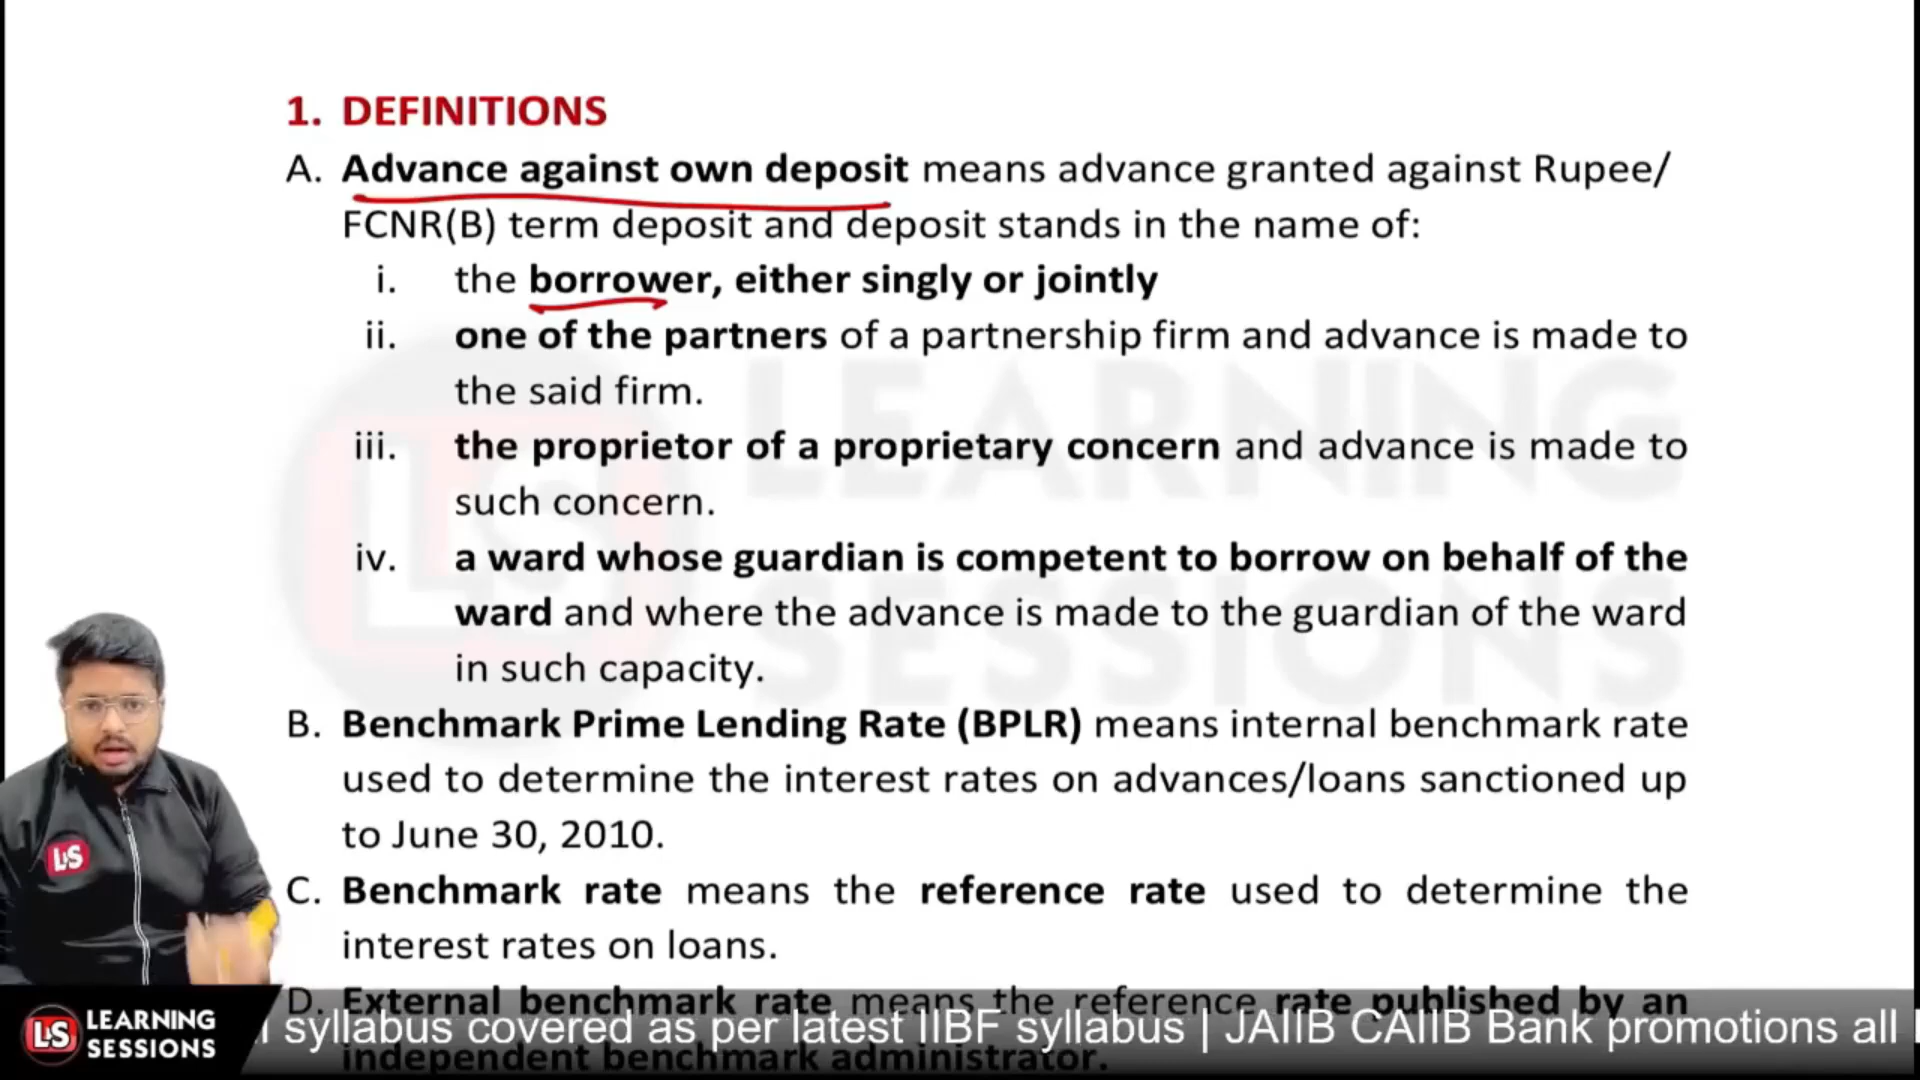 1. DEFINITIONS
A. Advance against own deposit means advance granted against Rupee/
FCNR(B) term deposit and deposit stands in the name of:
i. the borrower, either singly or jointly
ii. one of the partners of a partnership firm and advance is made to
the said firm.
iii. the proprietor of a proprietary concern and advance is made to
such concern.
iv. a ward whose guardian is competent to borrow on behalf of the
ward and where the advance is made to the guardian of the ward
in such capacity.
B. Benchmark Prime Lending Rate (BPLR) means internal benchmark rate
used to determine the interest rates on advances/loans sanctioned up
to June 30, 2010.
C. Benchmark rate means the reference rate used to determine the
interest rates on loans.
D. External benchmark rate means the reference rate published by an
independent benchmark administrator.
LEARNING
SESSIONS
LS
LS
LS LEARNING
SESSIONS
syllabus covered as per latest IIBF syllabus | JAIIB CAIIB Bank promotions all